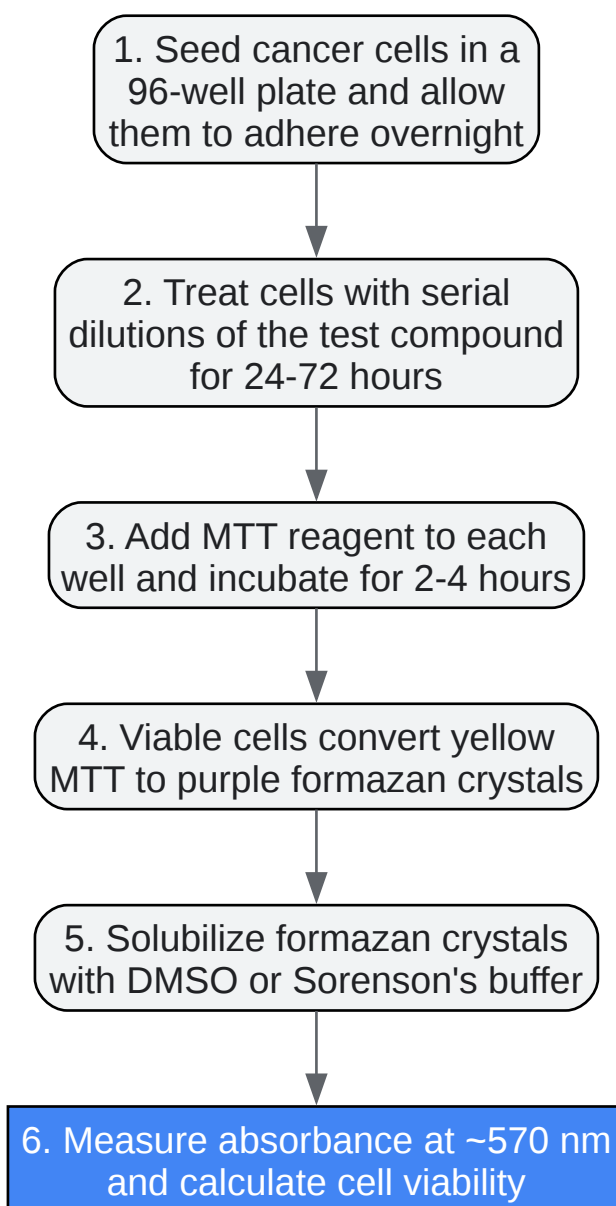 1. Seed cancer cells in a
96-well plate and allow
them to adhere overnight
2. Treat cells with serial
dilutions of the test compound
for 24-72 hours
3. Add MTT reagent to each
well and incubate for 2-4 hours
4. Viable cells convert yellow
MTT to purple formazan crystals
5. Solubilize formazan crystals
with DMSO or Sorenson's buffer
6. Measure absorbance at ~570 nm
and calculate cell viability